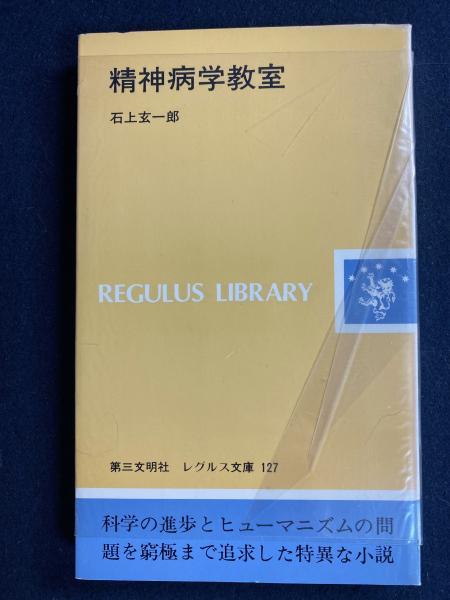 精神病学教室
石上玄一郎
REGULUS LIBRARY
第三文明社 レグルス文庫 127
科学の進歩とヒューマニズムの問
題を窮極まで追求した特異な小説